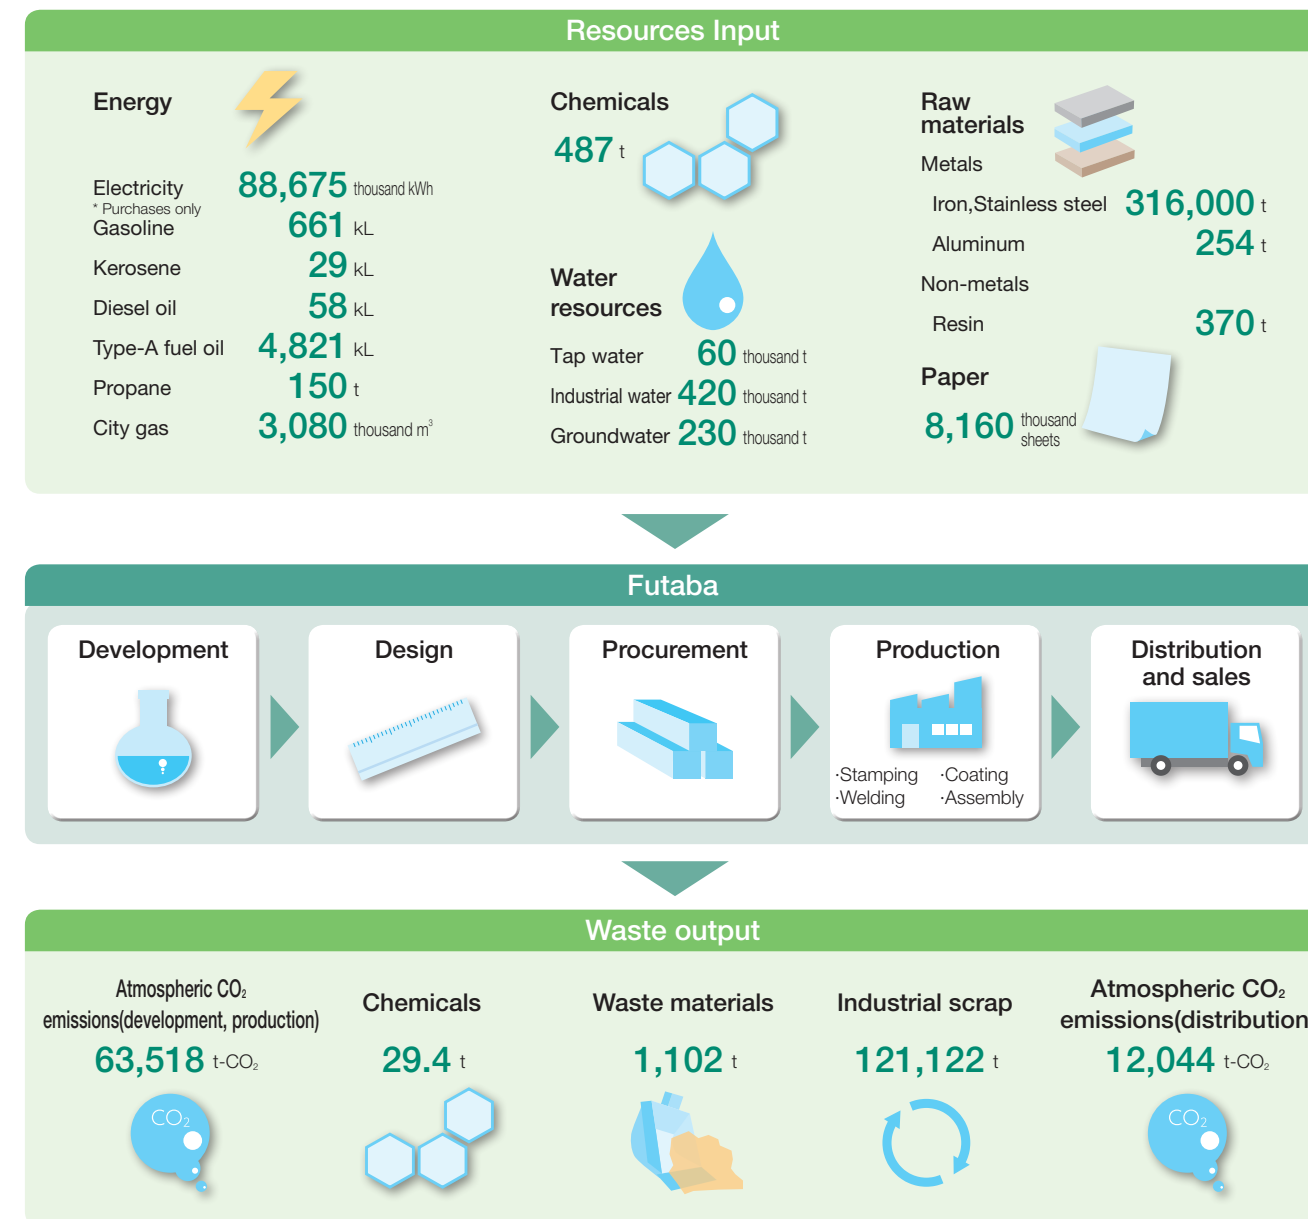 Resources Input
Energy
Electricity 88,675 thousand kWh
* Purchases only
Gasoline 661 kL
Kerosene 29 kL
Diesel oil 58 kL
Type-A fuel oil 4,821 kL
Propane 150 t
City gas 3,080 thousand m³
Chemicals
487 t
Water
resources
Tap water 60 thousand t
Industrial water 420 thousand t
Groundwater 230 thousand t
Raw
materials
Metals
Iron,Stainless steel 316,000 t
Aluminum 254 t
Non-metals
Resin 370 t
Paper
8,160 thousand
sheets
Futaba
Development
Design
Procurement
Production
·Stamping ·Coating
·Welding ·Assembly
Distribution
and sales
Waste output
Atmospheric CO₂
emissions(development, production)
63,518 t-CO₂
CO₂
Chemicals
29.4 t
Waste materials
1,102 t
Industrial scrap
121,122 t
Atmospheric CO₂
emissions(distribution
12,044 t-CO₂
CO₂